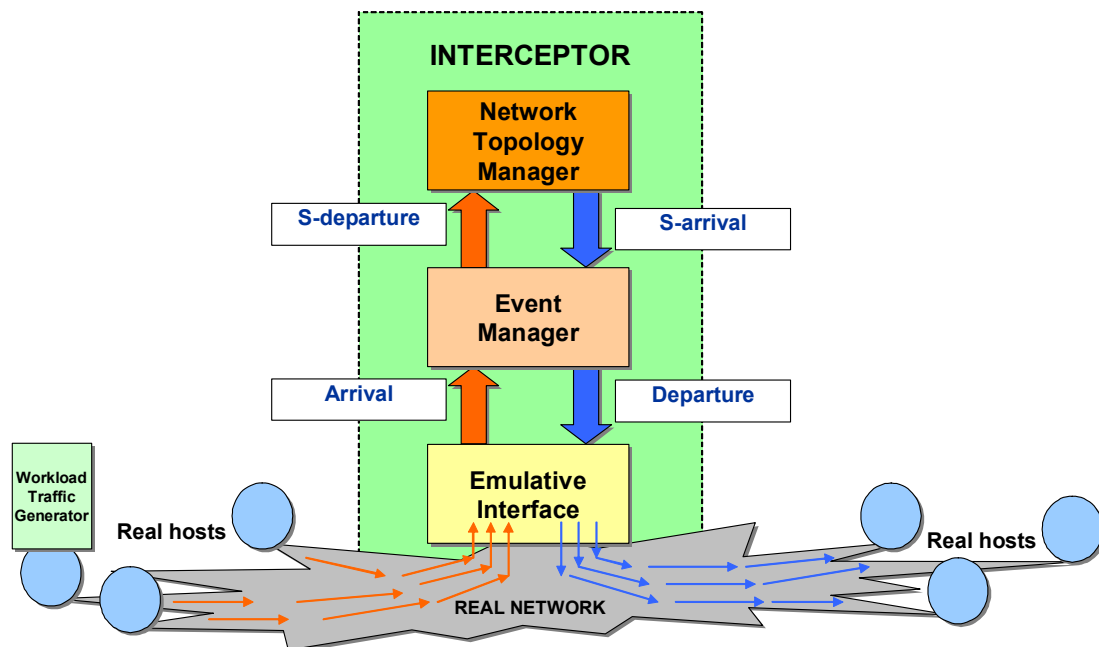 INTERCEPTOR
Network
Topology
Manager
S-departure
S-arrival
Event
Manager
Arrival
Departure
Emulative
Interface
Workload
Traffic
Generator
Real hosts
Real hosts
REAL NETWORK